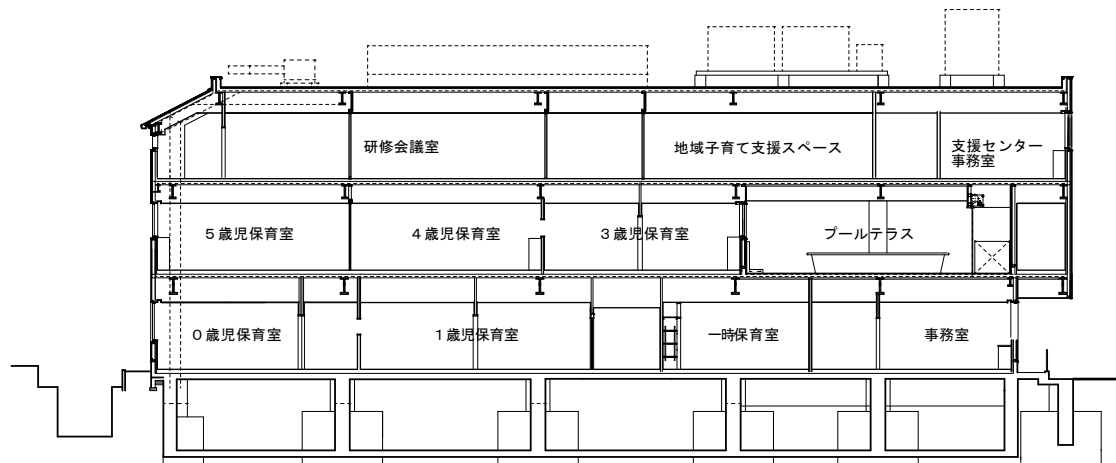 研修会議室
地域子育て支援スペース
支援センター
事務室
５歳児保育室
４歳児保育室
３歳児保育室
プールテラス
０歳児保育室
１歳児保育室
一時保育室
事務室